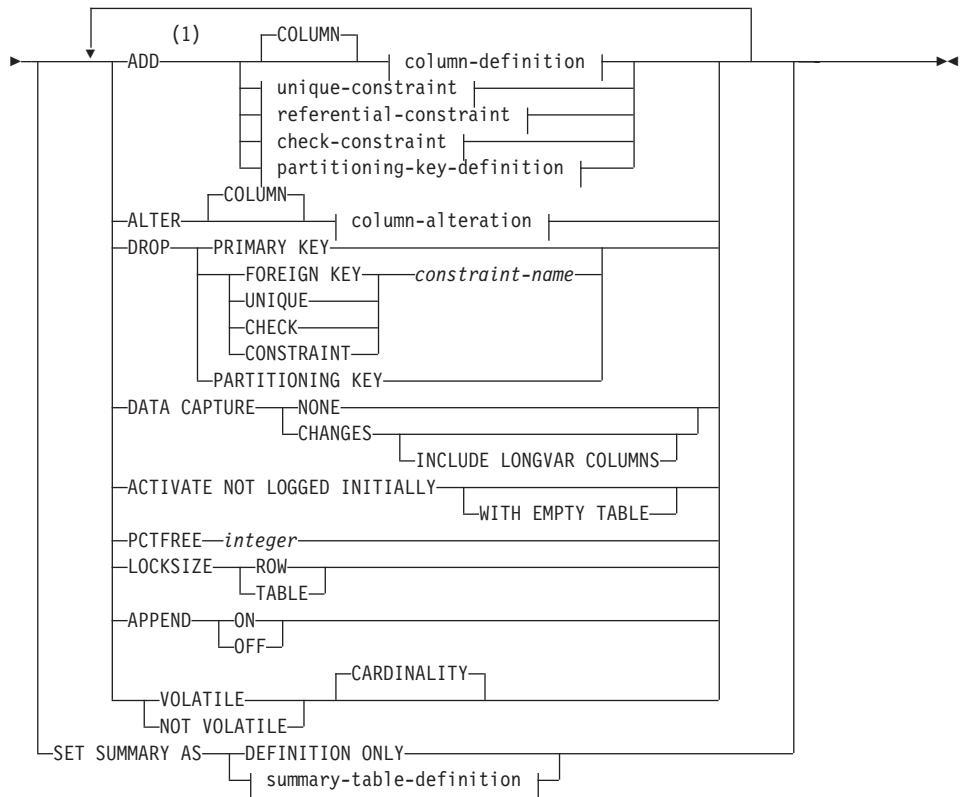 (1)
COLUMN
ADD column-definition
unique-constraint
referential-constraint
check-constraint
partitioning-key-definition
COLUMN
ALTER column-alteration
DROP PRIMARY KEY
FOREIGN KEY constraint-name
UNIQUE
CHECK
CONSTRAINT
PARTITIONING KEY
DATA CAPTURE NONE
CHANGES
INCLUDE LONGVAR COLUMNS
ACTIVATE NOT LOGGED INITIALLY
WITH EMPTY TABLE
PCTFREE integer
LOCKSIZE ROW
TABLE
APPEND ON
OFF
CARDINALITY
VOLATILE
NOT VOLATILE
SET SUMMARY AS DEFINITION ONLY
summary-table-definition